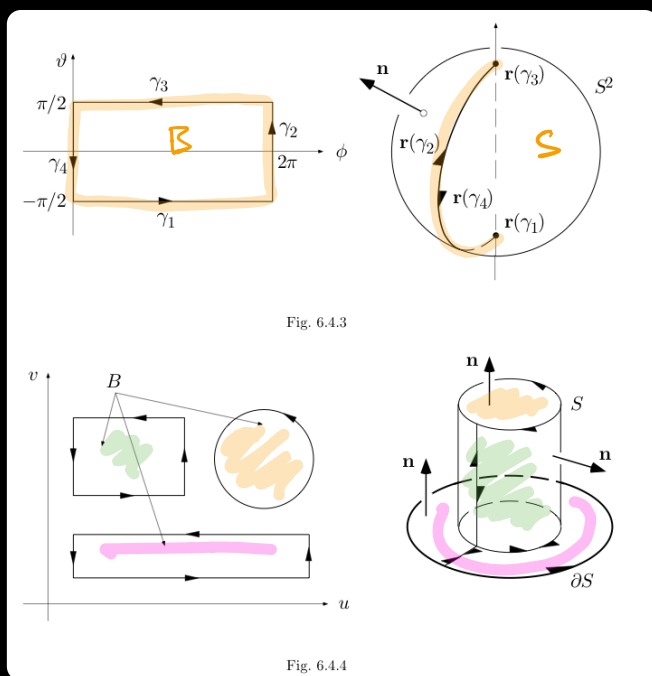 ϑ
γ₃
π/2
B
γ₂
ϕ
γ₄
2π
−π/2
γ₁
n
r(γ₃)
S²
r(γ₂)
S
r(γ₄)
r(γ₁)
Fig. 6.4.3
v
B
u
n
S
n
n
∂S
Fig. 6.4.4